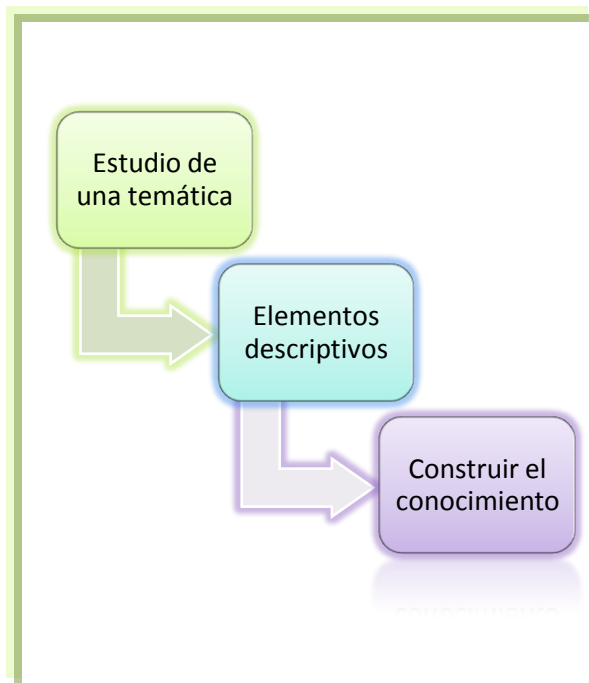 Estudio de
una temática
Elementos
descriptivos
Construir el
conocimiento